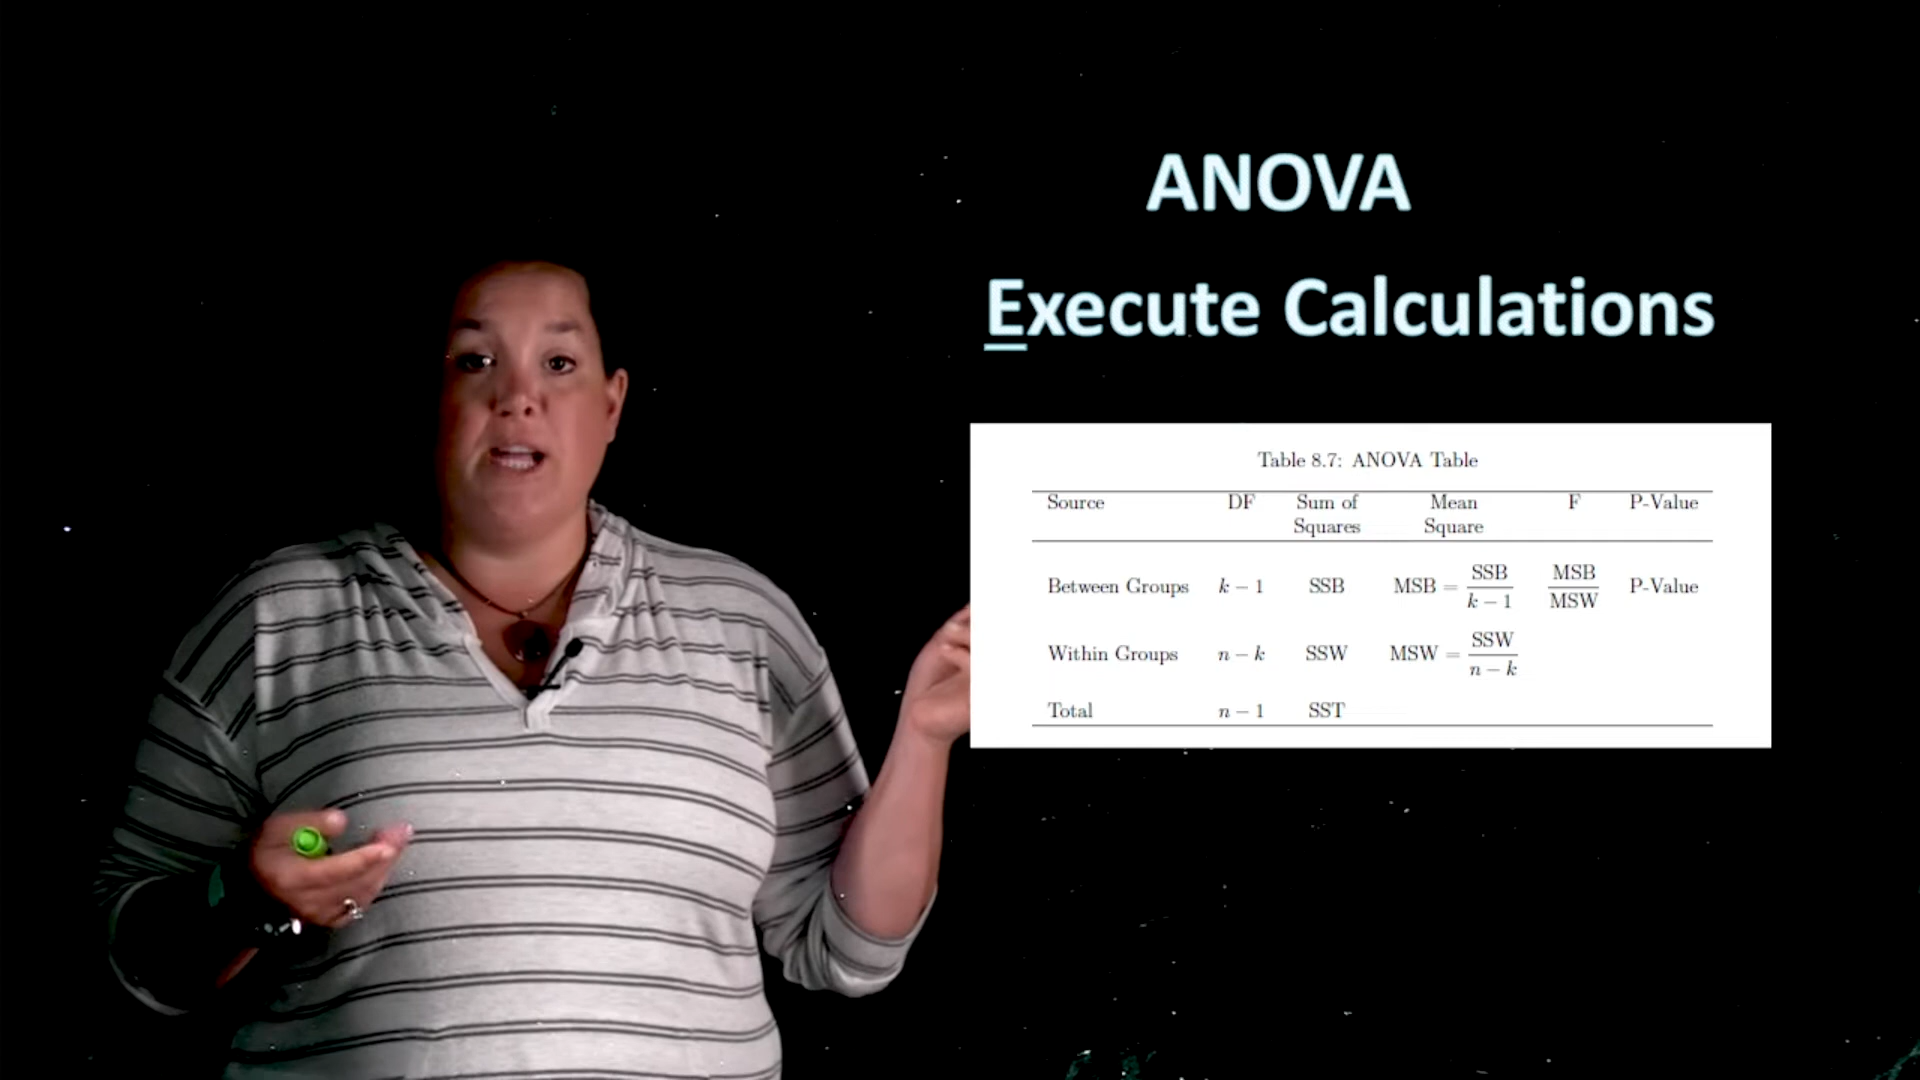 ANOVA
Execute Calculations
Table 8.7: ANOVA Table
Source DF Sum of Squares Mean Square F P-Value
Between Groups k − 1 SSB MSB = SSB / k − 1 MSB / MSW P-Value
Within Groups n − k SSW MSW = SSW / n − k
Total n − 1 SST